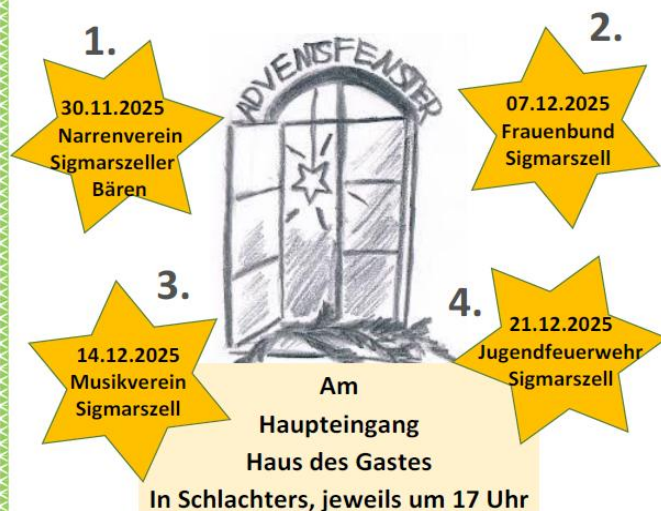 1.
30.11.2025
Narrenverein
Sigmarszeller
Bären
ADVENTSFENSTER
2.
07.12.2025
Frauenbund
Sigmarszell
3.
14.12.2025
Musikverein
Sigmarszell
4.
21.12.2025
Jugendfeuerwehr
Sigmarszell
Am
Haupteingang
Haus des Gastes
In Schlachters, jeweils um 17 Uhr